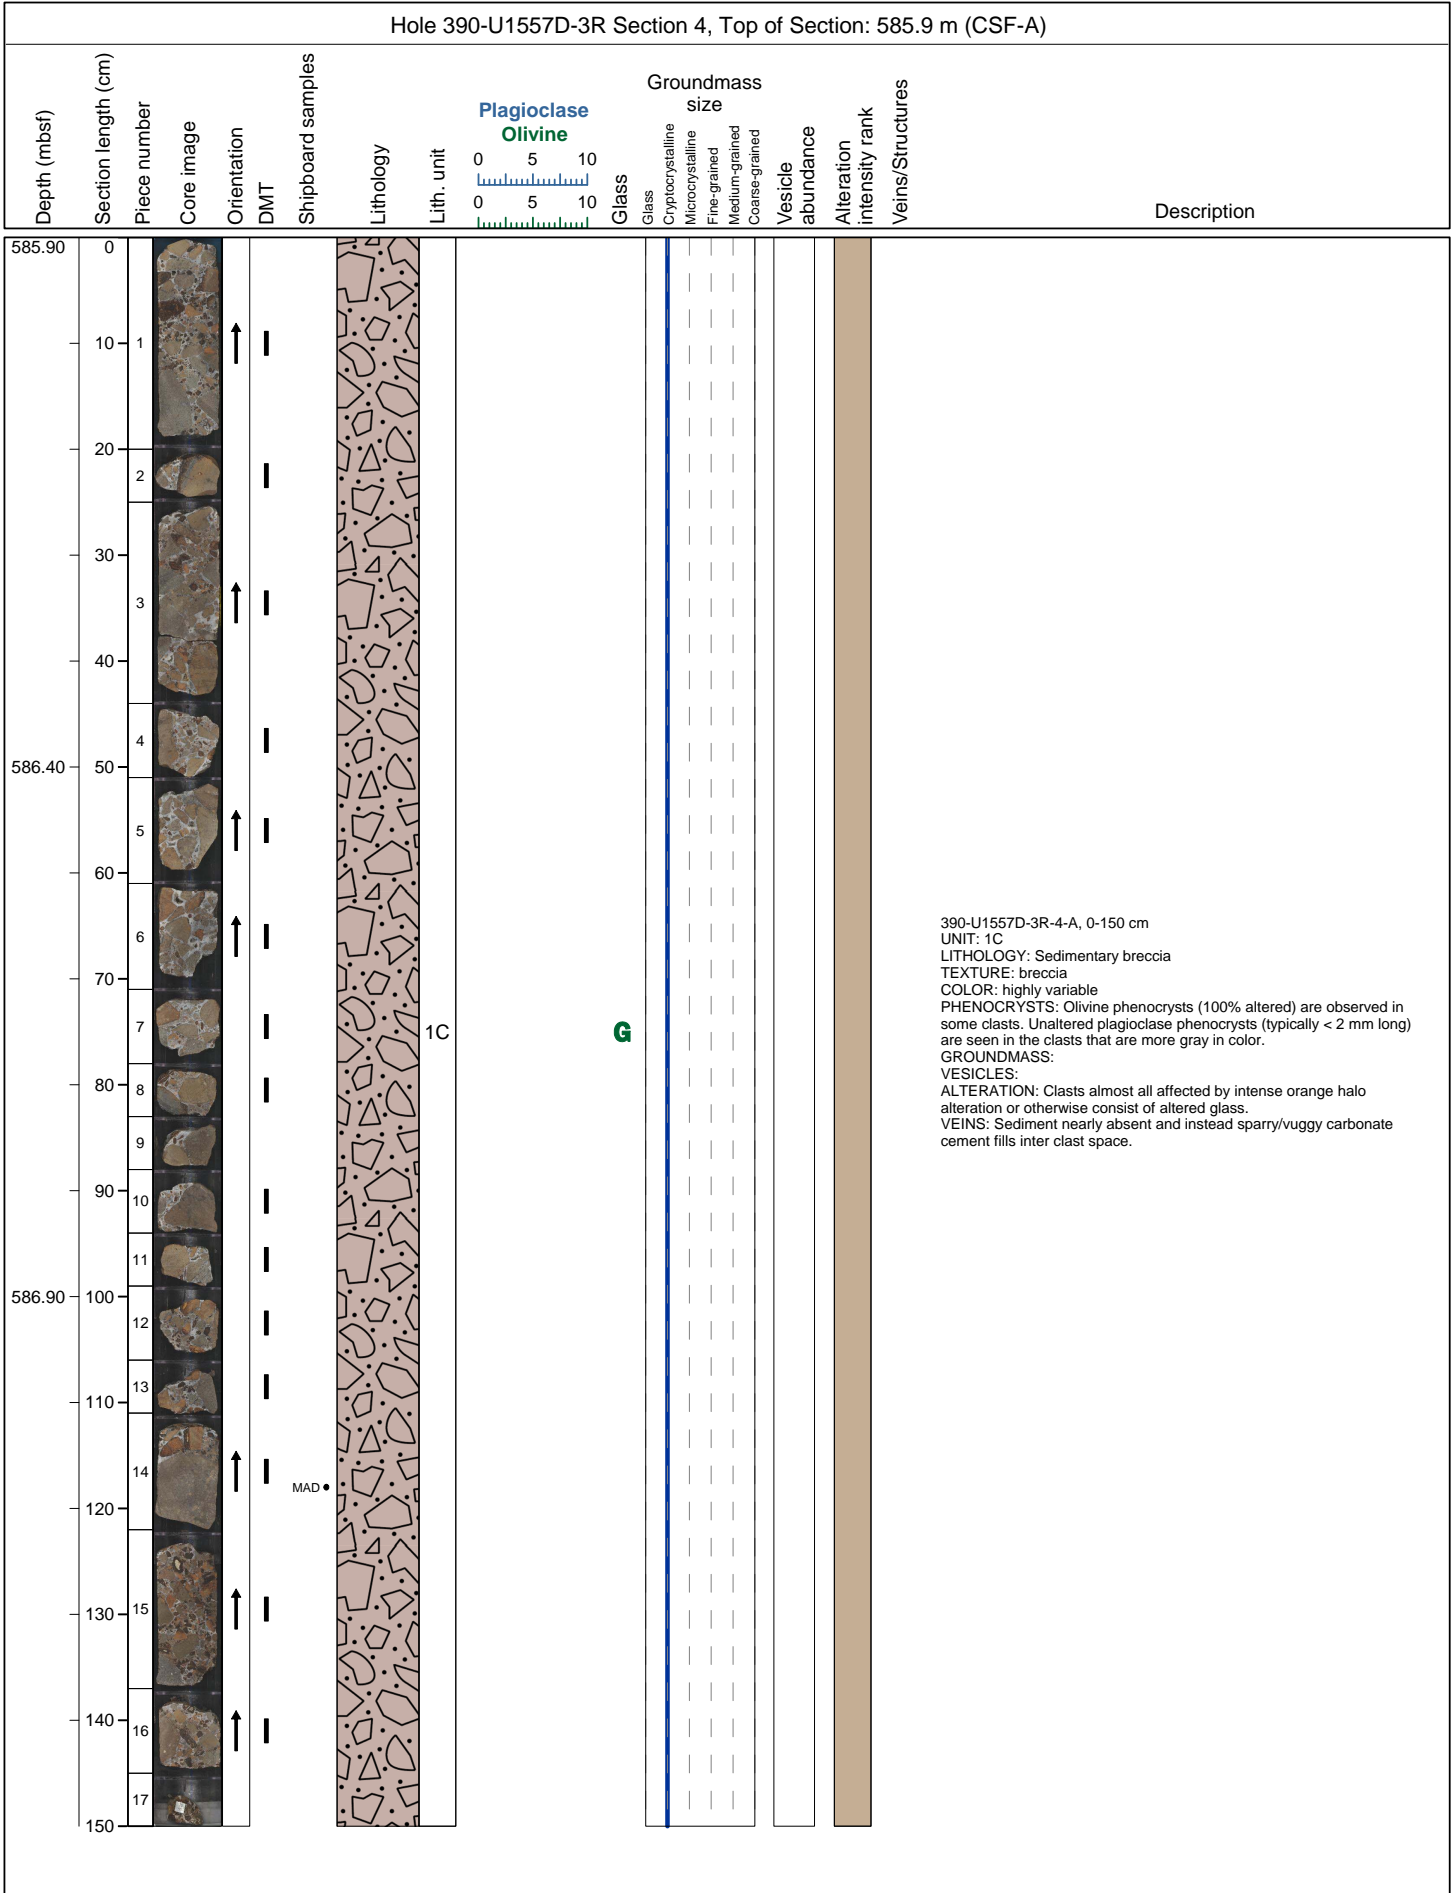 Hole 390-U1557D-3R Section 4, Top of Section: 585.9 m (CSF-A)
Depth (mbsf)
Section length (cm)
Piece number
Core image
Orientation
DMT
Shipboard samples
Lithology
Lith. unit
Plagioclase
Olivine
0 5 10
0 5 10
Glass
Groundmass
size
Glass
Cryptocrystalline
Microcrystalline
Fine-grained
Medium-grained
Coarse-grained
Vesicle
abundance
Alteration
intensity rank
Veins/Structures
Description
585.90
586.40
586.90
0
10
20
30
40
50
60
70
80
90
100
110
120
130
140
150
1
2
3
4
5
6
7
8
9
10
11
12
13
14
15
16
17
MAD
1C
G
390-U1557D-3R-4-A, 0-150 cm
UNIT: 1C
LITHOLOGY: Sedimentary breccia
TEXTURE: breccia
COLOR: highly variable
PHENOCRYSTS: Olivine phenocrysts (100% altered) are observed in
some clasts. Unaltered plagioclase phenocrysts (typically < 2 mm long)
are seen in the clasts that are more gray in color.
GROUNDMASS:
VESICLES:
ALTERATION: Clasts almost all affected by intense orange halo
alteration or otherwise consist of altered glass.
VEINS: Sediment nearly absent and instead sparry/vuggy carbonate
cement fills inter clast space.